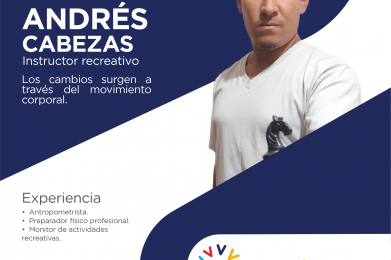 ANDRÉS
CABEZAS
Instructor recreativo
Los cambios surgen a
través del movimiento
corporal.
Experiencia
• Antropometrista.
• Preparador físico profesional.
• Monitor de actividades
recreativas.